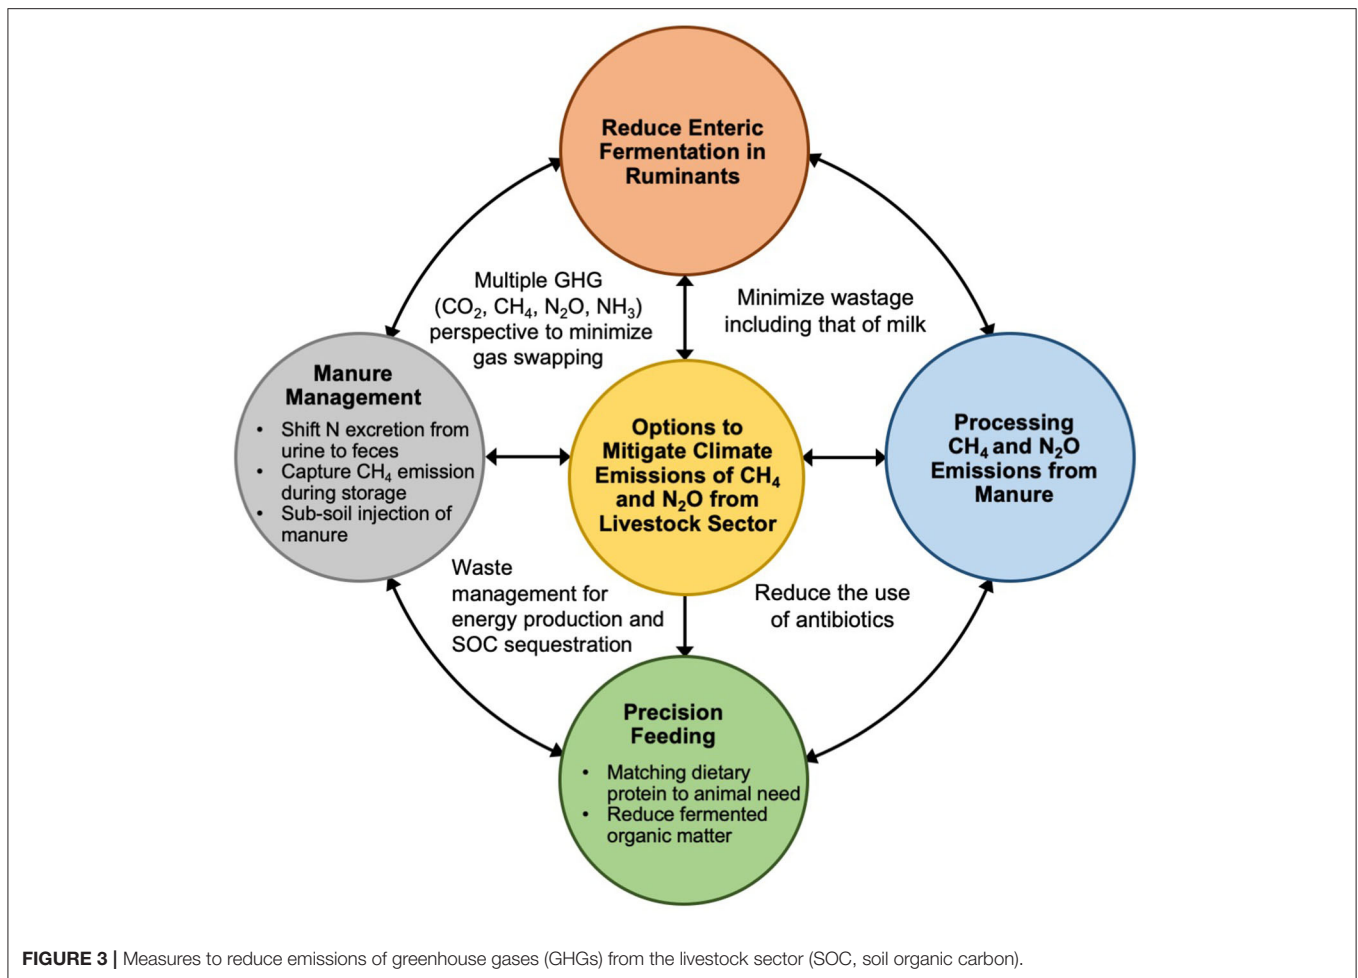 Reduce Enteric
Fermentation in
Ruminants
Multiple GHG
(CO₂, CH₄, N₂O, NH₃)
perspective to minimize
gas swapping
Minimize wastage
including that of milk
Manure
Management
• Shift N excretion from
urine to feces
• Capture CH₄ emission
during storage
• Sub-soil injection of
manure
Options to
Mitigate Climate
Emissions of CH₄
and N₂O from
Livestock Sector
Processing
CH₄ and N₂O
Emissions from
Manure
Waste
management for
energy production and
SOC sequestration
Reduce the use
of antibiotics
Precision
Feeding
• Matching dietary
protein to animal need
• Reduce fermented
organic matter
FIGURE 3 | Measures to reduce emissions of greenhouse gases (GHGs) from the livestock sector (SOC, soil organic carbon).